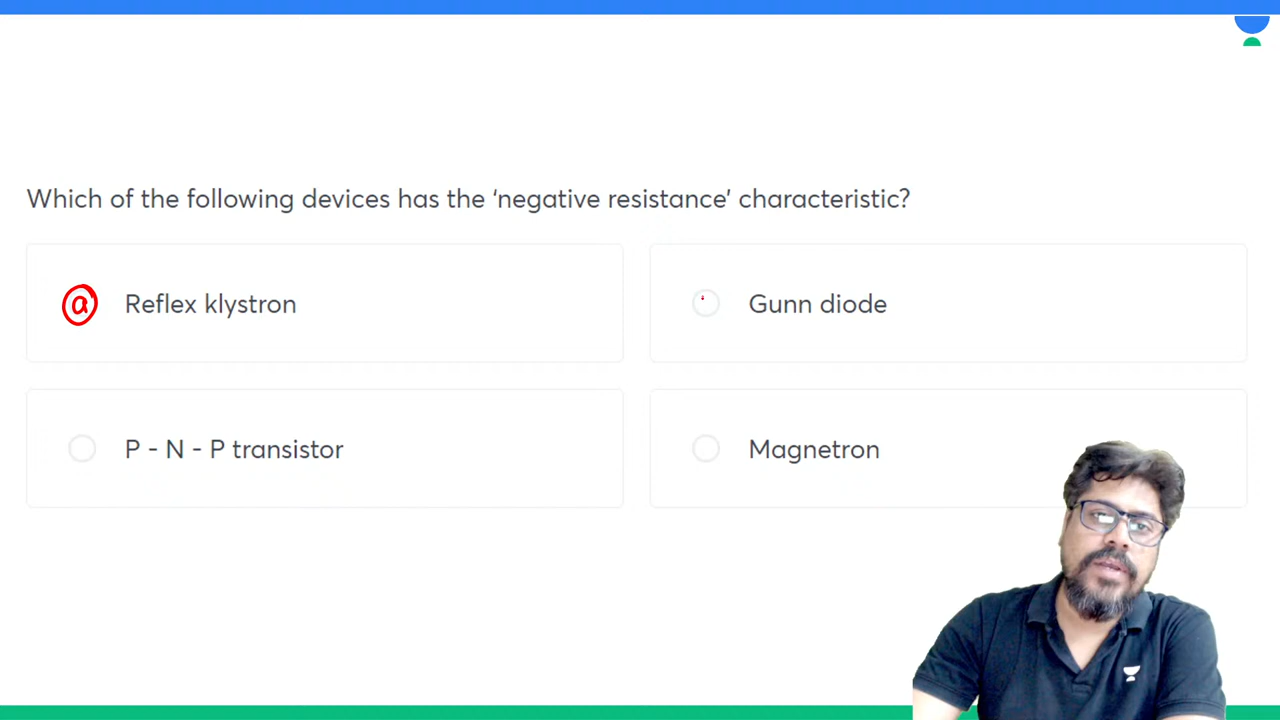 Which of the following devices has the ‘negative resistance’ characteristic?
a Reflex klystron
Gunn diode
P - N - P transistor
Magnetron